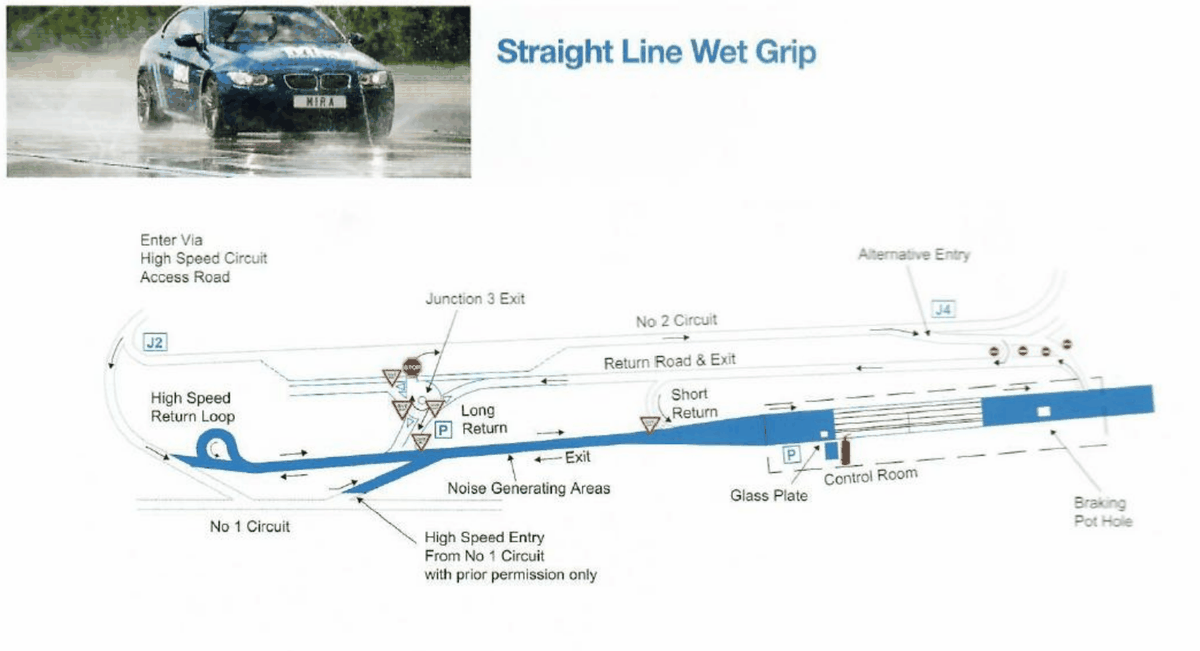 MIRA
Straight Line Wet Grip
Enter Via
High Speed Circuit
Access Road
Alternative Entry
Junction 3 Exit
J4
No 2 Circuit
J2
Return Road & Exit
STOP
High Speed
Return Loop
Short
Return
Long
Return
P
Exit
P
Control Room
Noise Generating Areas
Glass Plate
Braking
Pot Hole
No 1 Circuit
High Speed Entry
From No 1 Circuit
with prior permission only